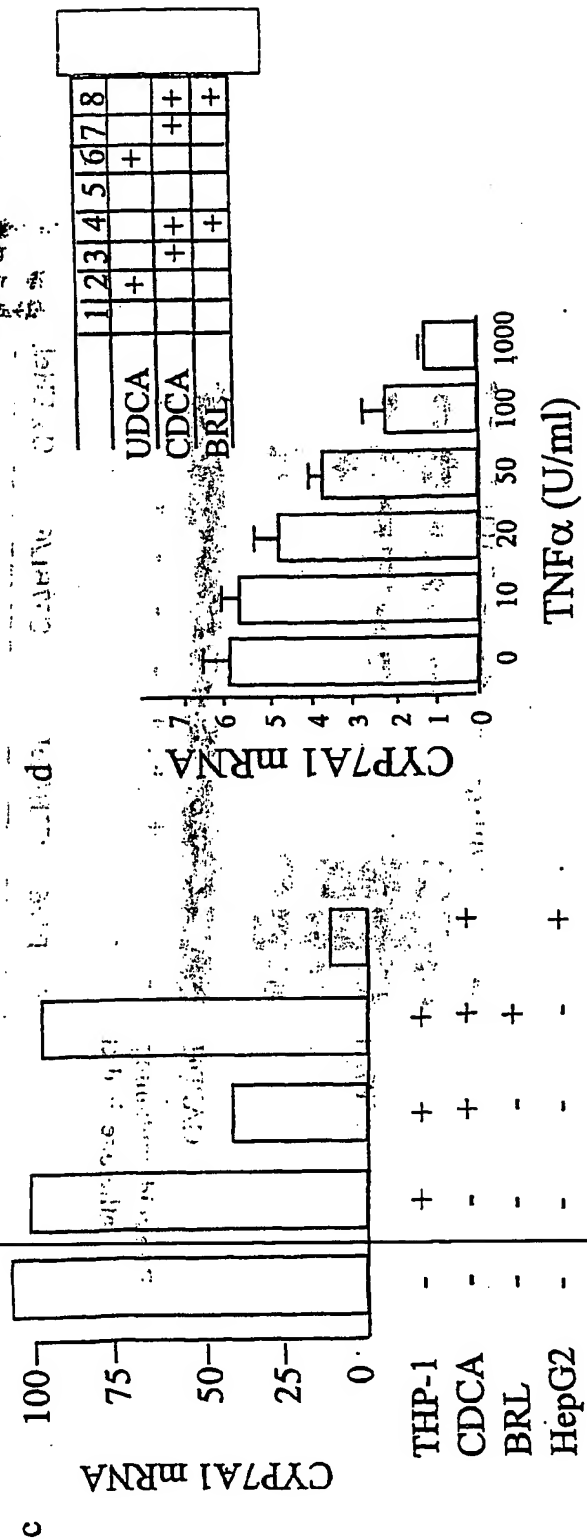 c
CYP7A1 mRNA
100
75
50
25
0
THP-1 - + + +
CDCA - - + + +
BRL - - - +
HepG2 - - - - +
d
CYP7A1 mRNA
7
6
5
4
3
2
1
0
0 10 20 50 100 1000
TNFα (U/ml)
1 2 3 4 5 6 7 8
UDCA + +
CDCA + + + +
BRL + +